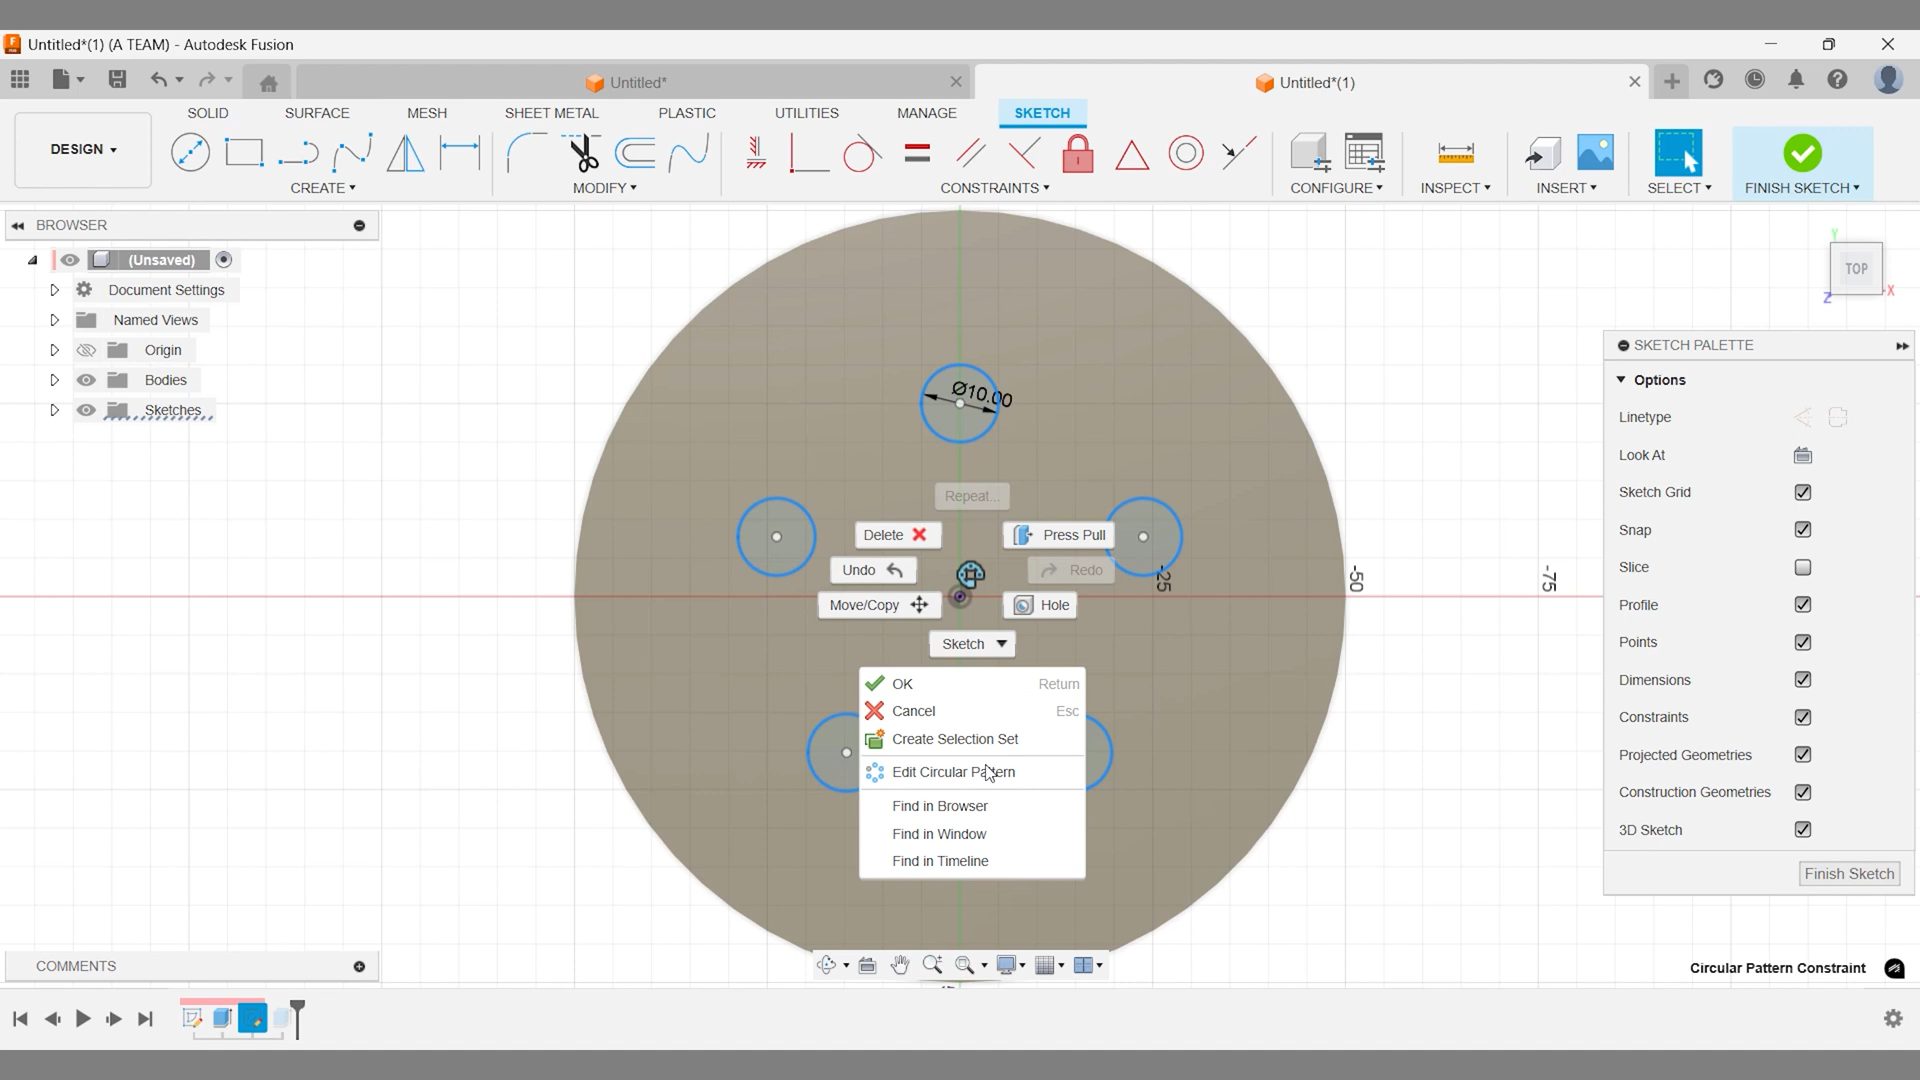 Untitled*(1) (A TEAM) - Autodesk Fusion
Untitled*
Untitled*(1)
SOLID SURFACE MESH SHEET METAL PLASTIC UTILITIES MANAGE SKETCH
DESIGN
CREATE MODIFY CONSTRAINTS CONFIGURE INSPECT INSERT SELECT FINISH SKETCH
BROWSER
(Unsaved)
Document Settings
Named Views
Origin
Bodies
Sketches
TOP
Y
X
Z
Ø10.00
-25
-50
-75
Repeat...
Delete
Press Pull
Undo
Redo
Move/Copy
Hole
Sketch
OK Return
Cancel Esc
Create Selection Set
Edit Circular Pattern
Find in Browser
Find in Window
Find in Timeline
SKETCH PALETTE
Options
Linetype
Look At
Sketch Grid
Snap
Slice
Profile
Points
Dimensions
Constraints
Projected Geometries
Construction Geometries
3D Sketch
Finish Sketch
COMMENTS
Circular Pattern Constraint